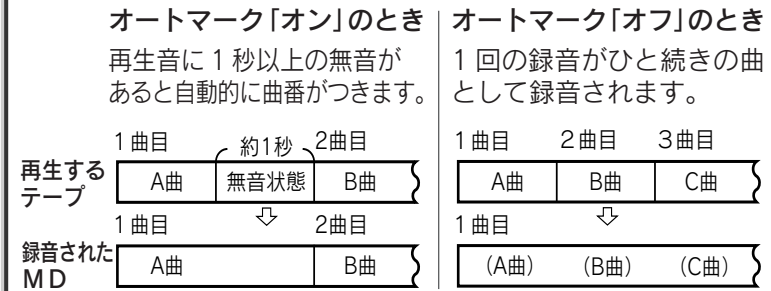 オートマーク「オン」のとき
再生音に1秒以上の無音が
あると自動的に曲番がつきます。
1曲目 約1秒 2曲目
再生する
テープ
A曲 無音状態 B曲
1曲目 2曲目
録音された
MD
A曲 B曲
オートマーク「オフ」のとき
1回の録音がひと続きの曲
として録音されます。
1曲目 2曲目 3曲目
A曲 B曲 C曲
1曲目
(A曲) (B曲) (C曲)